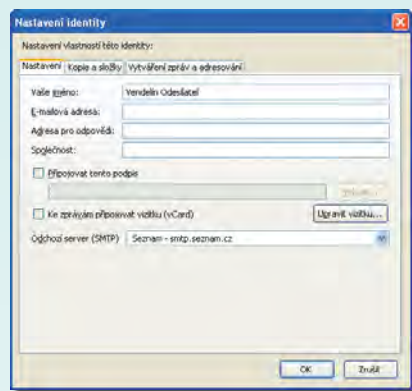 Nastavení identity
Nastavení vlastností této identity:
Nastavení Kopie a složky Vytváření zpráv a adresování
Vaše jméno: Vendelín Odesílatel
E-mailová adresa:
Adresa pro odpovědi:
Společnost:
Připojovat tento podpis
Ke zprávám připojovat vizitku (vCard) Upravit vizitku...
Odchozí server (SMTP) Seznam - smtp.seznam.cz
OK Zrušit